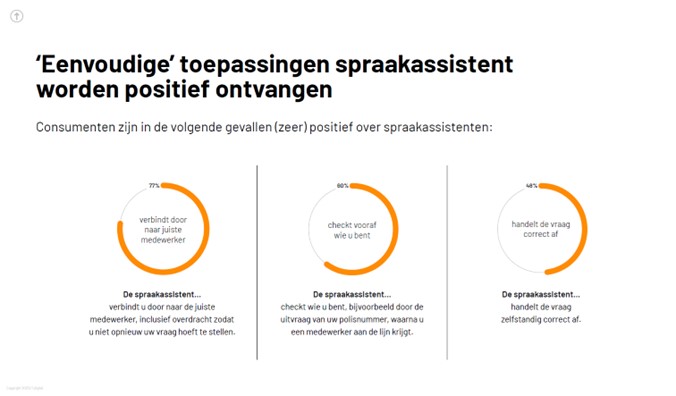 ‘Eenvoudige’ toepassingen spraakassistent
worden positief ontvangen
Consumenten zijn in de volgende gevallen (zeer) positief over spraakassistenten:
77%
verbindt door
naar juiste
medewerker
De spraakassistent...
verbindt u door naar de juiste
medewerker, inclusief overdracht zodat
u niet opnieuw uw vraag hoeft te stellen.
60%
checkt vooraf
wie u bent
De spraakassistent...
checkt wie u bent, bijvoorbeeld door de
uitvraag van uw polisnummer, waarna u
een medewerker aan de lijn krijgt.
48%
handelt de vraag
correct af
De spraakassistent...
handelt de vraag
zelfstandig correct af.